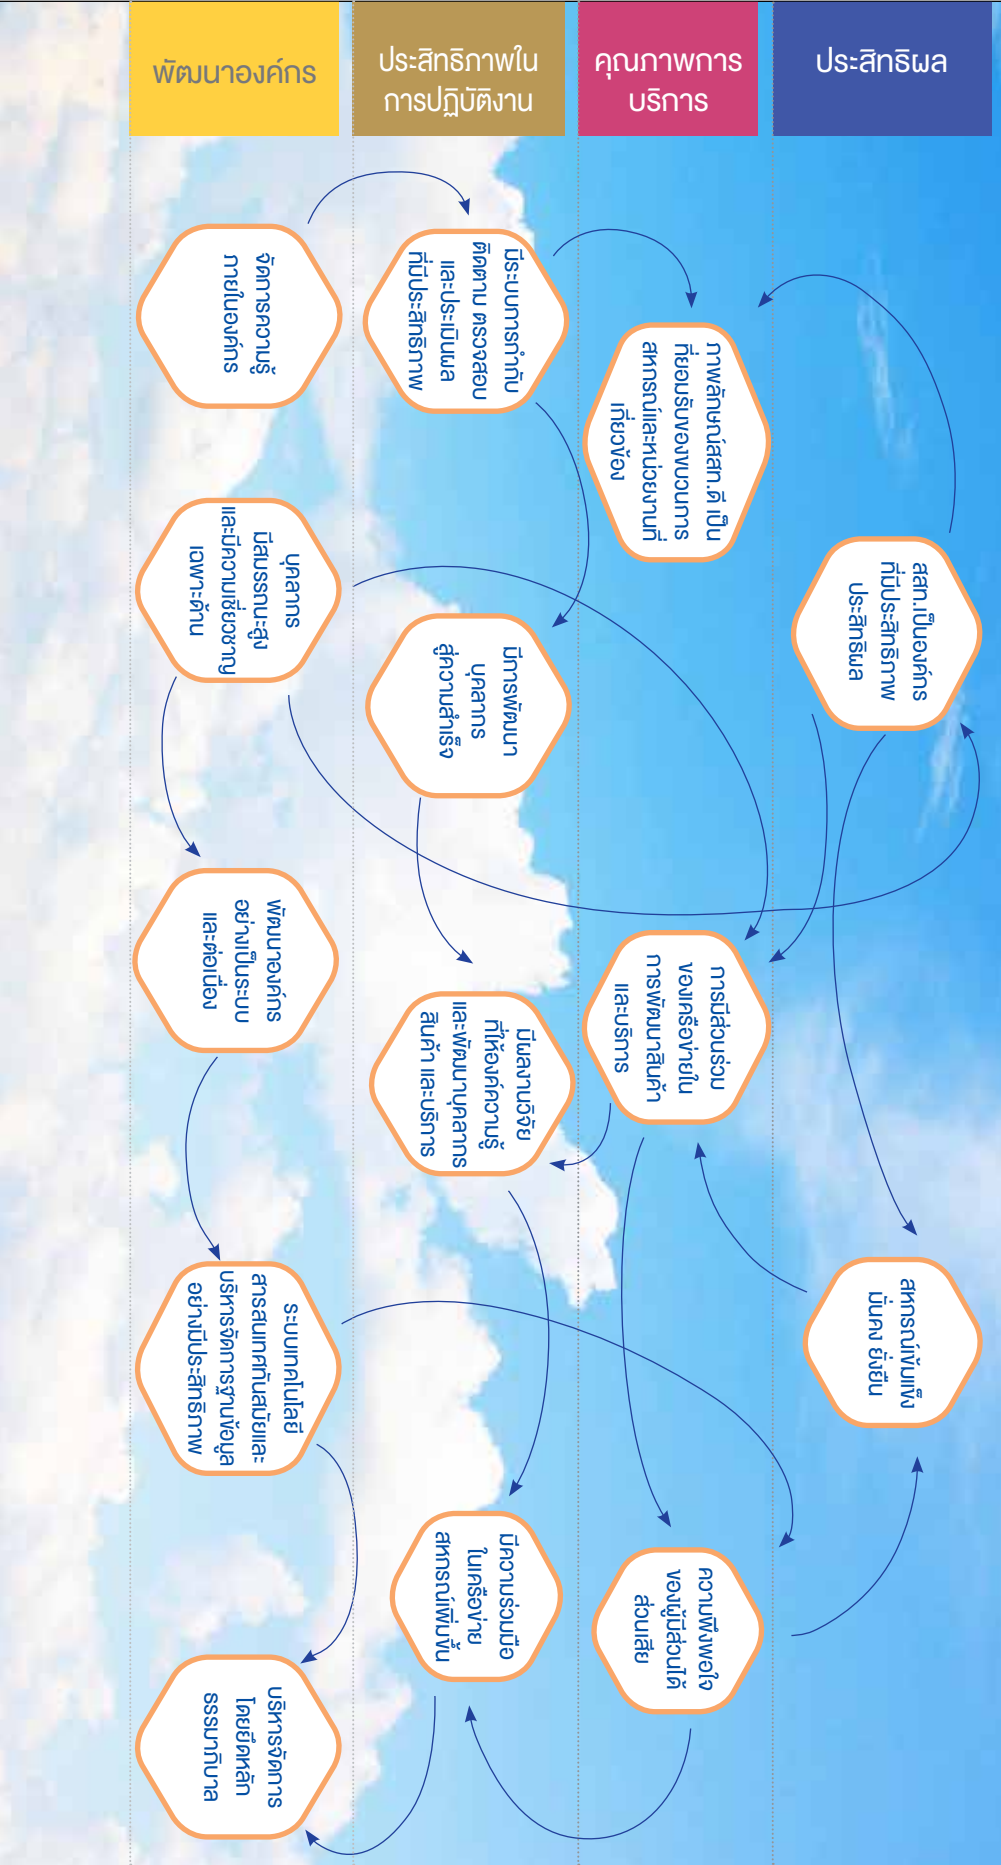 พัฒนาองค์กร
ประสิทธิภาพใน
การปฏิบัติงาน
คุณภาพการ
บริการ
ประสิทธิผล
สสท.เป็นองค์กร
ที่มีประสิทธิภาพ
ประสิทธิผล
สหกรณ์เข้มแข็ง
มั่นคง ยั่งยืน
ภาพลักษณ์สสท.ดี เป็น
ที่ยอมรับของขบวนการ
สหกรณ์และหน่วยงานที่
เกี่ยวข้อง
การมีส่วนร่วม
ของเครือข่ายใน
การพัฒนาสินค้า
และบริการ
ความพึงพอใจ
ของผู้มีส่วนได้
ส่วนเสีย
มีระบบการกำกับ
ติดตาม ตรวจสอบ
และประเมินผล
ที่มีประสิทธิภาพ
มีการพัฒนา
บุคลากร
สู่ความสำเร็จ
มีผลงานวิจัย
ที่ให้องค์ความรู้
และพัฒนาบุคลากร
สินค้า และบริการ
มีความร่วมมือ
ในเครือข่าย
สหกรณ์เพิ่มขึ้น
จัดการความรู้
ภายในองค์กร
บุคลากร
มีสมรรถนะสูง
และมีความเชี่ยวชาญ
เฉพาะด้าน
พัฒนาองค์กร
อย่างเป็นระบบ
และต่อเนื่อง
ระบบเทคโนโลยี
สารสนเทศทันสมัยและ
บริหารจัดการฐานข้อมูล
อย่างมีประสิทธิภาพ
บริหารจัดการ
โดยยึดหลัก
ธรรมาภิบาล